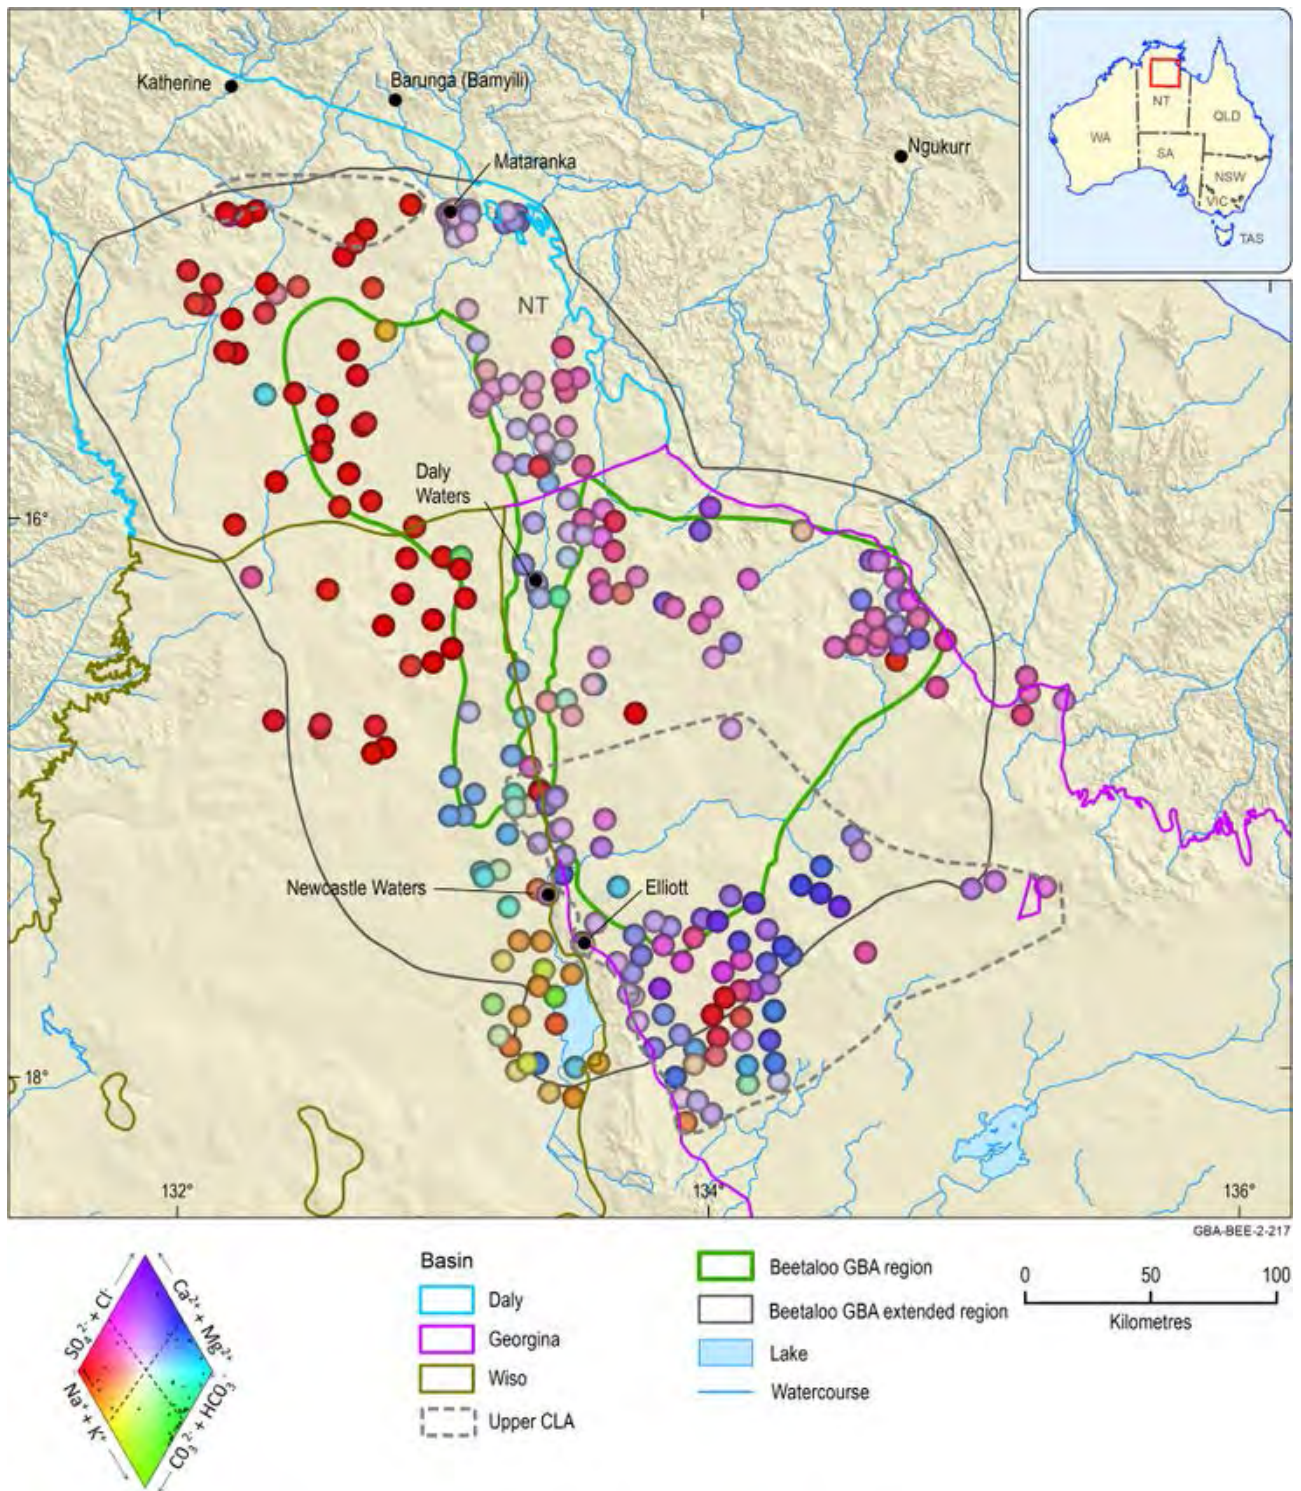 Katherine
Barunga (Bamyili)
Mataranka
Ngukurr
NT
QLD
WA
SA
NSW
VIC
TAS
NT
Daly
Waters
16°
Newcastle Waters
Elliott
18°
132°
134°
136°
GBA-BEE-2-217
SO₄²⁻ + Cl⁻
Ca²⁺ + Mg²⁺
Na⁺ + K⁺
CO₃²⁻ + HCO₃⁻
Basin
Daly
Georgina
Wiso
Upper CLA
Beetaloo GBA region
Beetaloo GBA extended region
Lake
Watercourse
0 50 100
Kilometres